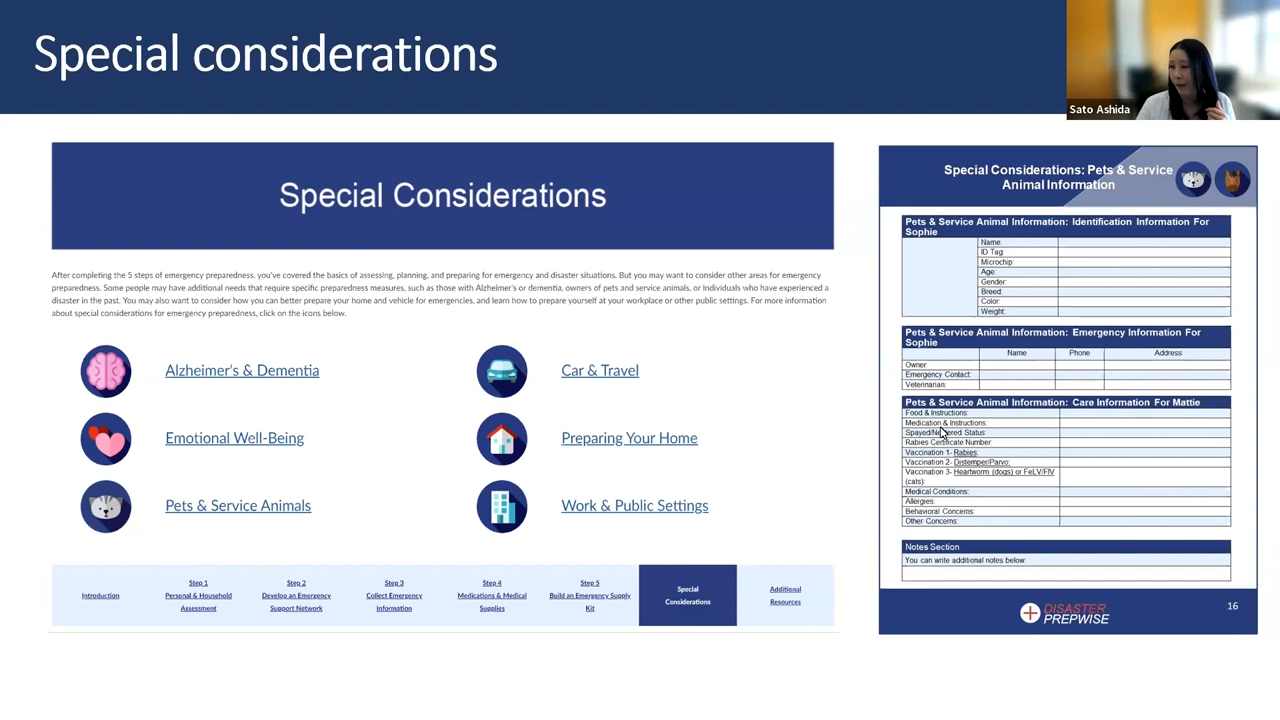 Special considerations
Sato Ashida
Special Considerations
After completing the 5 steps of emergency preparedness, you've covered the basics of assessing, planning, and preparing for emergency and disaster situations. But you may want to consider other areas for emergency
preparedness. Some people may have additional needs that require specific preparedness measures, such as those with Alzheimer's or dementia, owners of pets and service animals, or individuals who have experienced a
disaster in the past. You may also want to consider how you can better prepare your home and vehicle for emergencies, and learn how to prepare yourself at your workplace or other public settings. For more information
about special considerations for emergency preparedness, click on the icons below.
Alzheimer's & Dementia
Car & Travel
Emotional Well-Being
Preparing Your Home
Pets & Service Animals
Work & Public Settings
Introduction
Step 1
Personal & Household
Assessment
Step 2
Develop an Emergency
Support Network
Step 3
Collect Emergency
Information
Step 4
Medications & Medical
Supplies
Step 5
Build an Emergency Supply
Kit
Special
Considerations
Additional
Resources
Special Considerations: Pets & Service
Animal Information
Pets & Service Animal Information: Identification Information For
Sophie
Name:
ID Tag:
Microchip:
Age:
Gender:
Breed:
Color:
Weight:
Pets & Service Animal Information: Emergency Information For
Sophie
Name Phone Address
Owner:
Emergency Contact:
Veterinarian:
Pets & Service Animal Information: Care Information For Mattie
Food & Instructions:
Medication & Instructions:
Spayed/Neutered Status:
Rabies Certificate Number:
Vaccination 1- Rabies:
Vaccination 2- Distemper/Parvo:
Vaccination 3- Heartworm (dogs) or FeLV/FIV
(cats):
Medical Conditions:
Allergies:
Behavioral Concerns:
Other Concerns:
Notes Section
You can write additional notes below:
DISASTER
PREPWISE
16